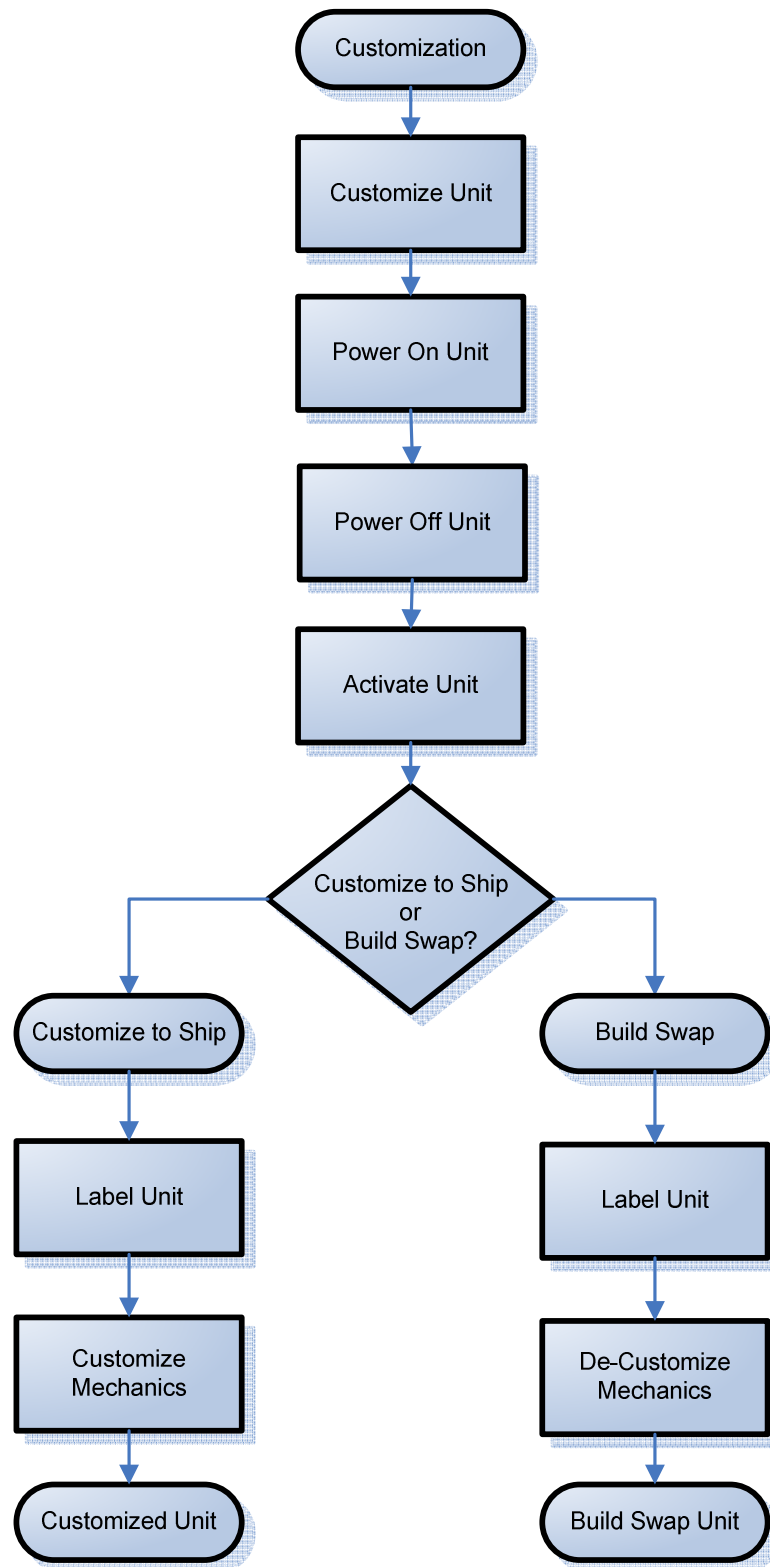 Customization
Customize Unit
Power On Unit
Power Off Unit
Activate Unit
Customize to Ship
or
Build Swap?
Customize to Ship
Build Swap
Label Unit
Label Unit
Customize
Mechanics
De-Customize
Mechanics
Customized Unit
Build Swap Unit